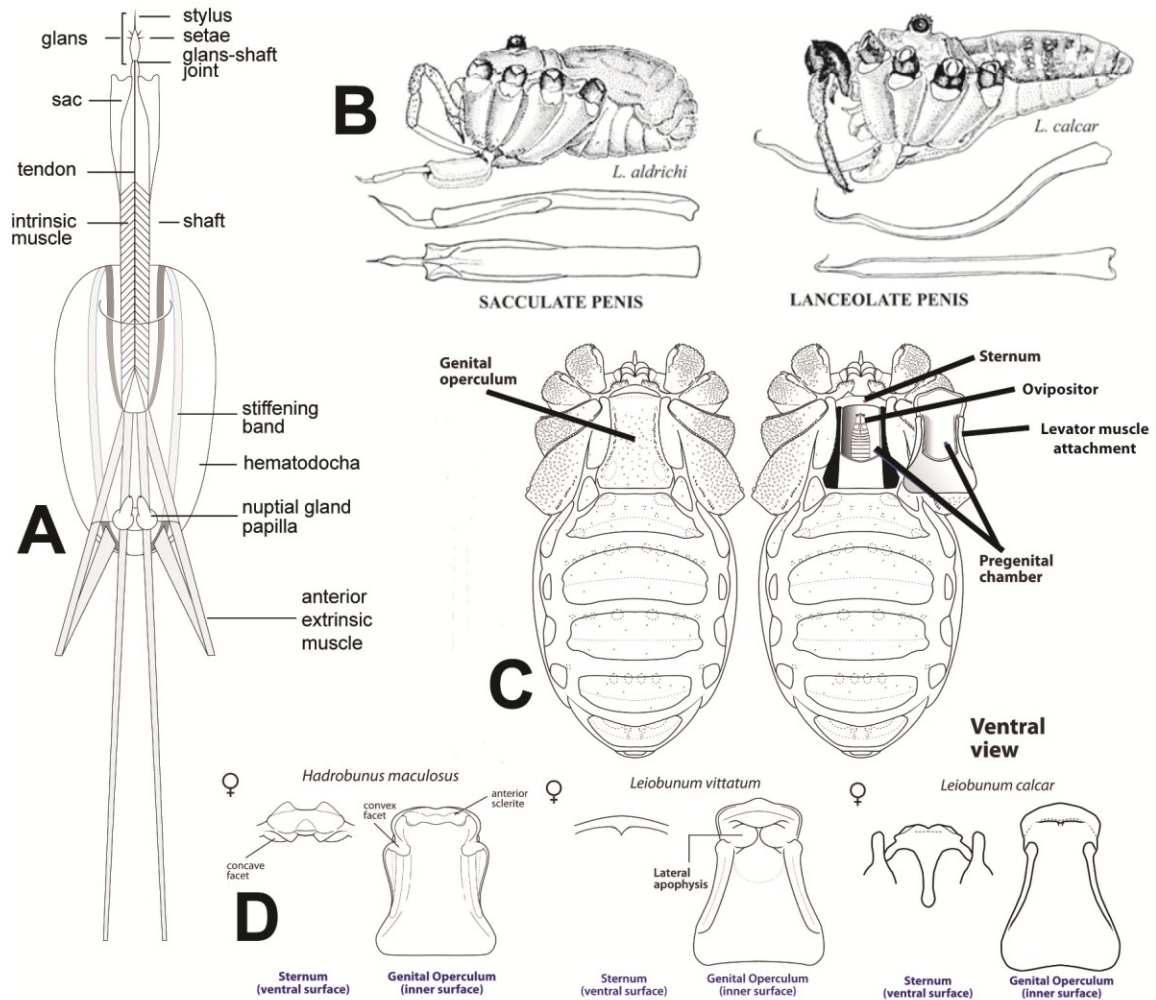 glans
stylus
setae
glans-shaft
joint
sac
tendon
intrinsic
muscle
shaft
stiffening
band
hematodocha
nuptial gland
papilla
anterior
extrinsic
muscle
A
B
L. aldrichi
SACCULATE PENIS
L. calcar
LANCEOLATE PENIS
C
Genital
operculum
Sternum
Ovipositor
Levator muscle
attachment
Pregenital
chamber
Ventral
view
D
♀
Hadrobunus maculosus
convex
facet
anterior
sclerite
concave
facet
Sternum
(ventral surface)
Genital Operculum
(inner surface)
♀
Leiobunum vittatum
Lateral
apophysis
Sternum
(ventral surface)
Genital Operculum
(inner surface)
♀
Leiobunum calcar
Sternum
(ventral surface)
Genital Operculum
(inner surface)